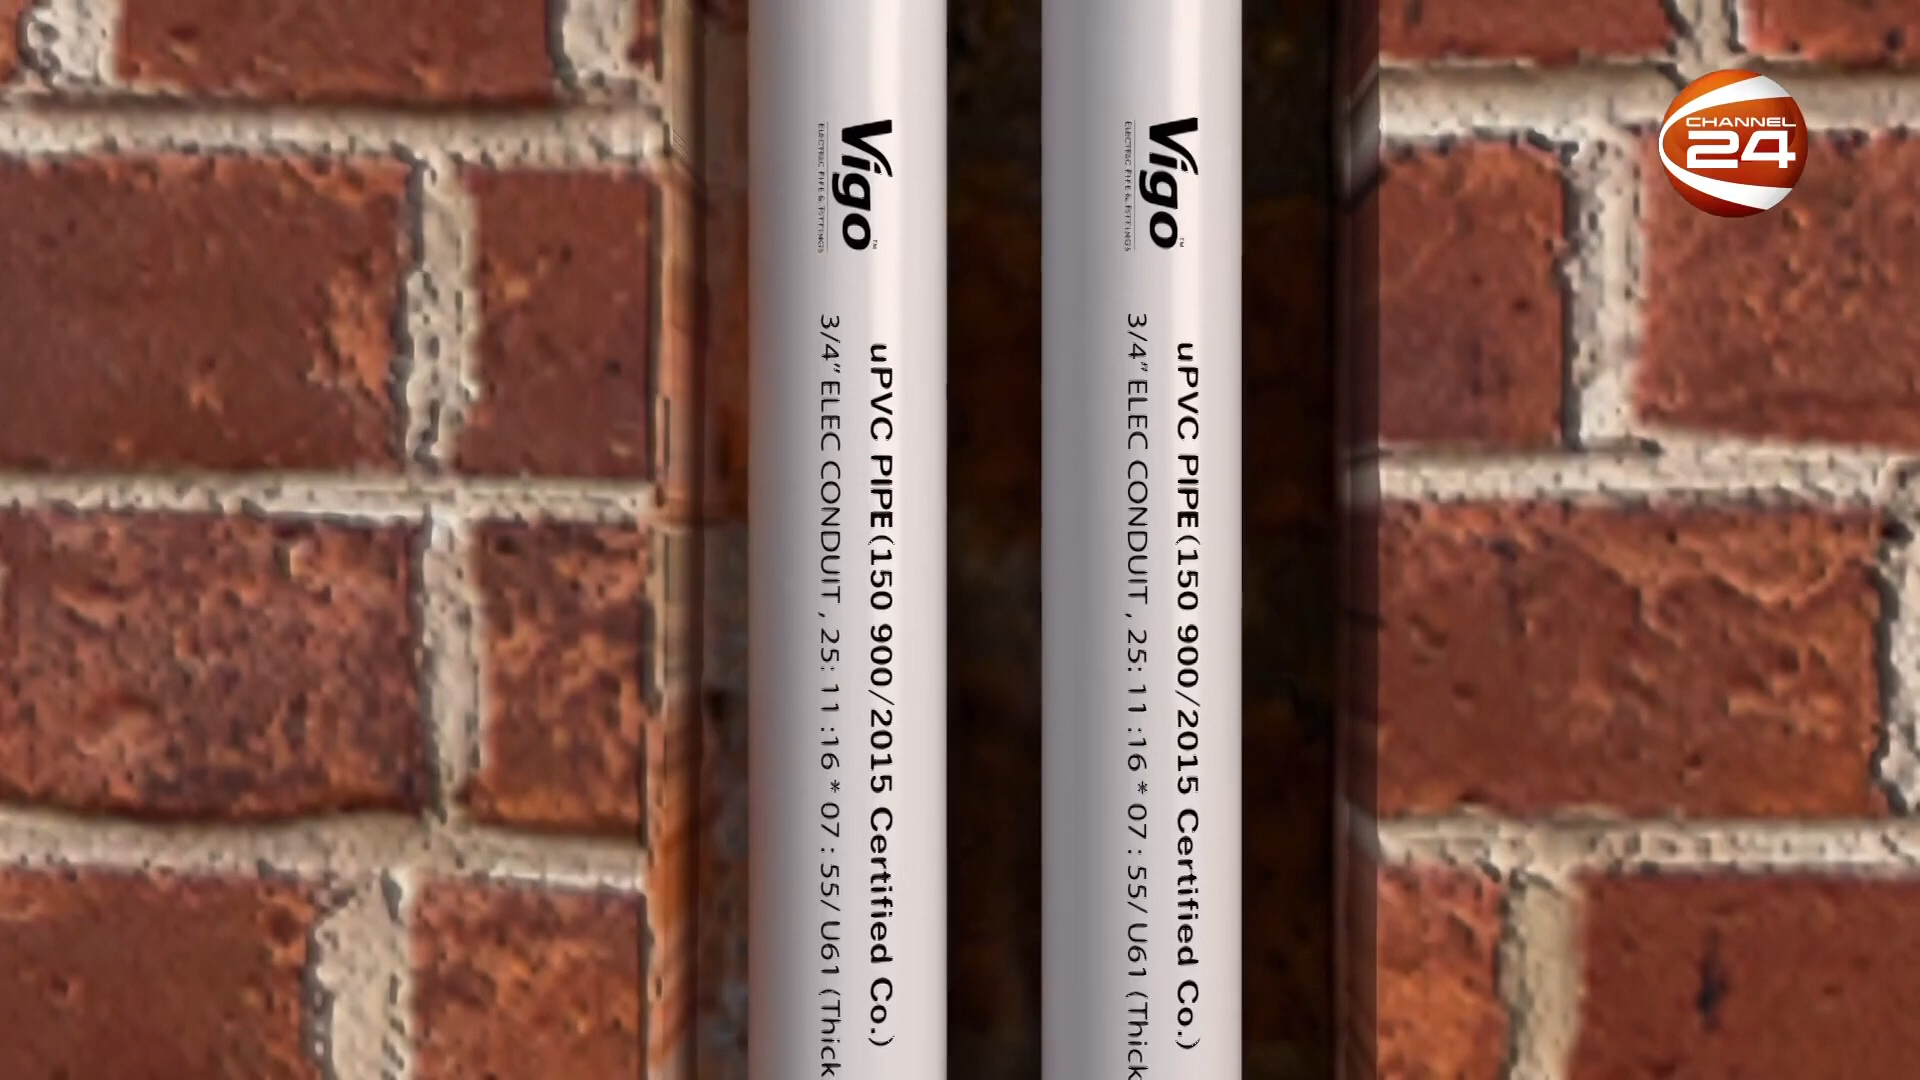 Vigo™
ELECTRIC PIPE & FITTINGS
uPVC PIPE(150 900/2015 Certified Co.)
3/4" ELEC CONDUIT , 25: 11 :16 * 07 : 55/ U61 (Thick
Vigo™
ELECTRIC PIPE & FITTINGS
uPVC PIPE(150 900/2015 Certified Co.)
3/4" ELEC CONDUIT , 25: 11 :16 * 07 : 55/ U61 (Thick
CHANNEL
24